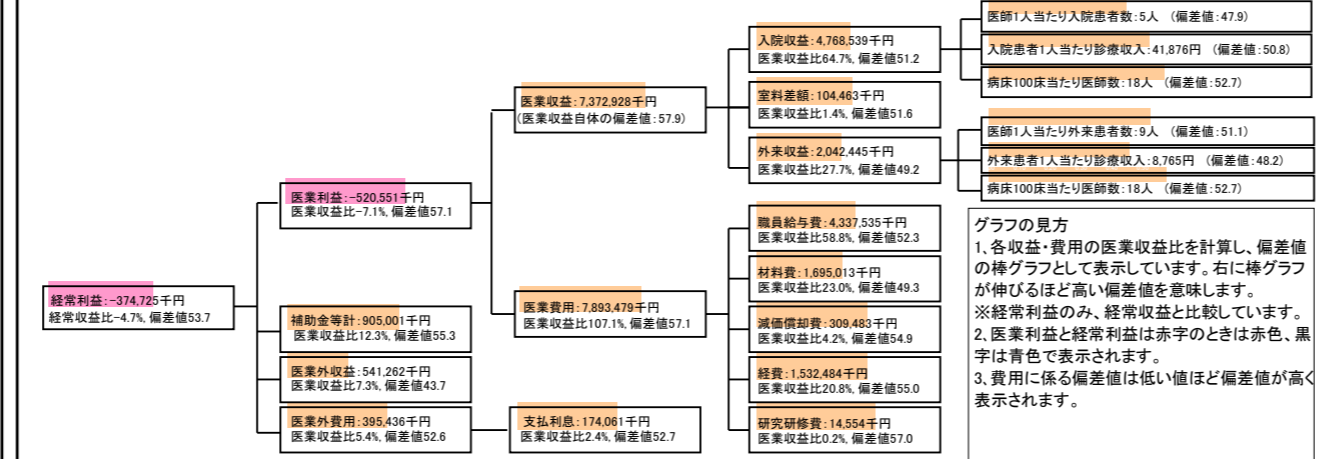 経常利益:-374,725千円
経常収比-4.7%, 偏差値53.7
医業利益:-520,551千円
医業収益比-7.1%, 偏差値57.1
補助金等計:905,001千円
医業収益比12.3%, 偏差値55.3
医業外収益:541,262千円
医業収益比7.3%, 偏差値43.7
医業外費用:395,436千円
医業収益比5.4%, 偏差値52.6
医業収益:7,372,928千円
(医業収益自体の偏差値:57.9)
医業費用:7,893,479千円
医業収益比107.1%, 偏差値57.1
支払利息:174,061千円
医業収益比2.4%, 偏差値52.7
入院収益:4,768,539千円
医業収益比64.7%, 偏差値51.2
室料差額:104,463千円
医業収益比1.4%, 偏差値51.6
外来収益:2,042,445千円
医業収益比27.7%, 偏差値49.2
職員給与費:4,337,535千円
医業収益比58.8%, 偏差値52.3
材料費:1,695,013千円
医業収益比23.0%, 偏差値49.3
減価償却費:309,483千円
医業収益比4.2%, 偏差値54.9
経費:1,532,484千円
医業収益比20.8%, 偏差値55.0
研究研修費:14,554千円
医業収益比0.2%, 偏差値57.0
医師1人当たり入院患者数:5人 (偏差値:47.9)
入院患者1人当たり診療収入:41,876円 (偏差値:50.8)
病床100床当たり医師数:18人 (偏差値:52.7)
医師1人当たり外来患者数:9人 (偏差値:51.1)
外来患者1人当たり診療収入:8,765円 (偏差値:48.2)
病床100床当たり医師数:18人 (偏差値:52.7)
グラフの見方
1、各収益・費用の医業収益比を計算し、偏差値
の棒グラフとして表示しています。右に棒グラフ
が伸びるほど高い偏差値を意味します。
※経常利益のみ、経常収益と比較しています。
2、医業利益と経常利益は赤字のときは赤色、黒
字は青色で表示されます。
3、費用に係る偏差値は低い値ほど偏差値が高く
表示されます。